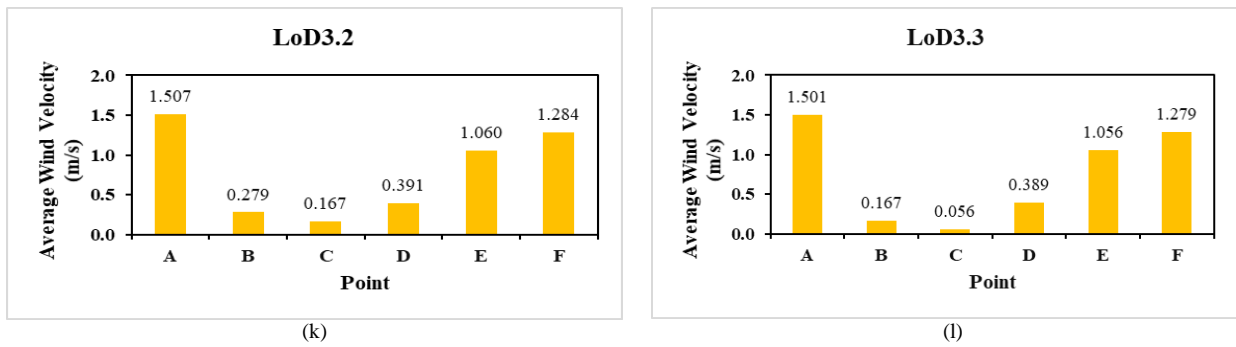 LoD3.2
Average Wind Velocity
(m/s)
2.0
1.5
1.0
0.5
0.0
1.507
0.279
0.167
0.391
1.060
1.284
A B C D E F
Point
(k)
LoD3.3
Average Wind Velocity
(m/s)
2.0
1.5
1.0
0.5
0.0
1.501
0.167
0.056
0.389
1.056
1.279
A B C D E F
Point
(l)